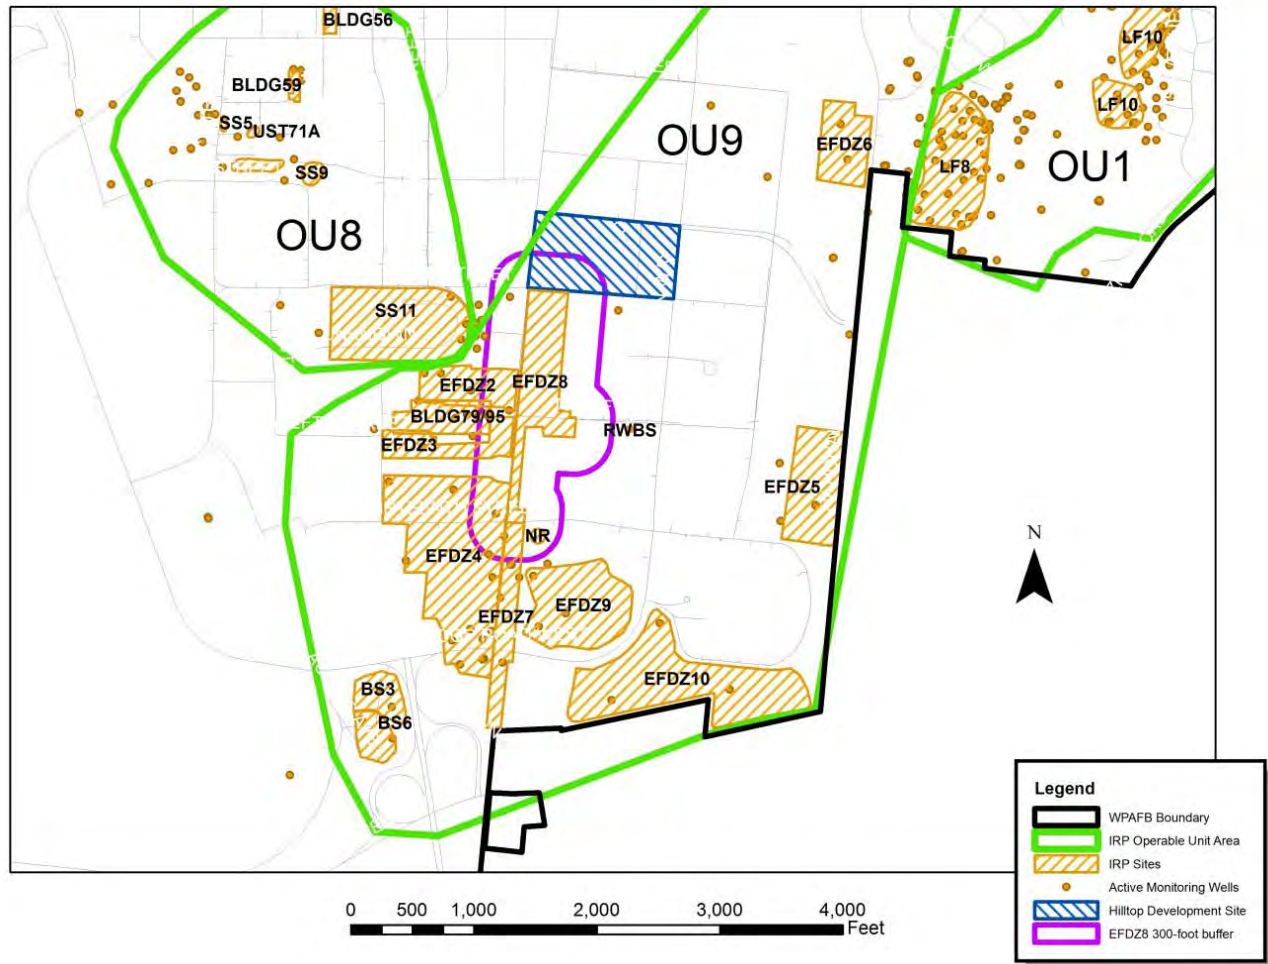 BLDG56
LF10
BLDG59
LF10
SS5
UST71A
OU9
EFDZ6
LF8
OU1
SS9
OU8
SS11
EFDZ2
EFDZ8
BLDG79/95
RWBS
EFDZ3
EFDZ5
NR
EFDZ4
N
EFDZ9
EFDZ7
EFDZ10
BS3
BS6
Legend
WPAFB Boundary
IRP Operable Unit Area
IRP Sites
Active Monitoring Wells
Hilltop Development Site
EFDZ8 300-foot buffer
0 500 1,000 2,000 3,000 4,000
Feet